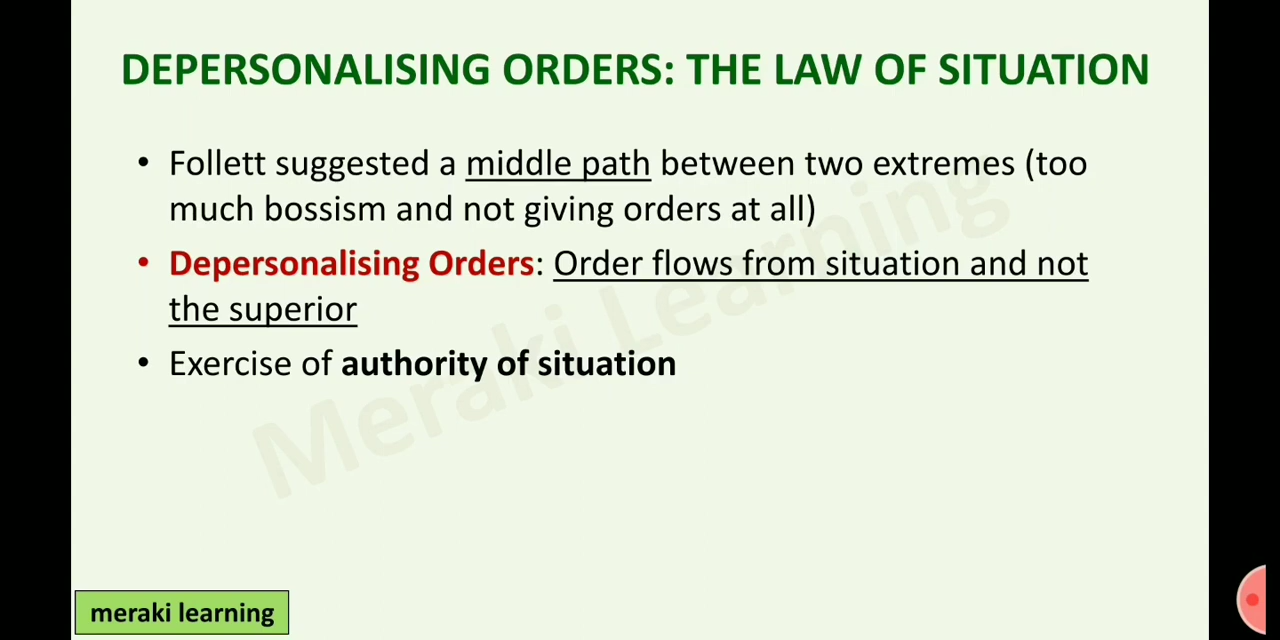 DEPERSONALISING ORDERS: THE LAW OF SITUATION
• Follett suggested a middle path between two extremes (too
much bossism and not giving orders at all)
• Depersonalising Orders: Order flows from situation and not
the superior
• Exercise of authority of situation
Meraki Learning
meraki learning